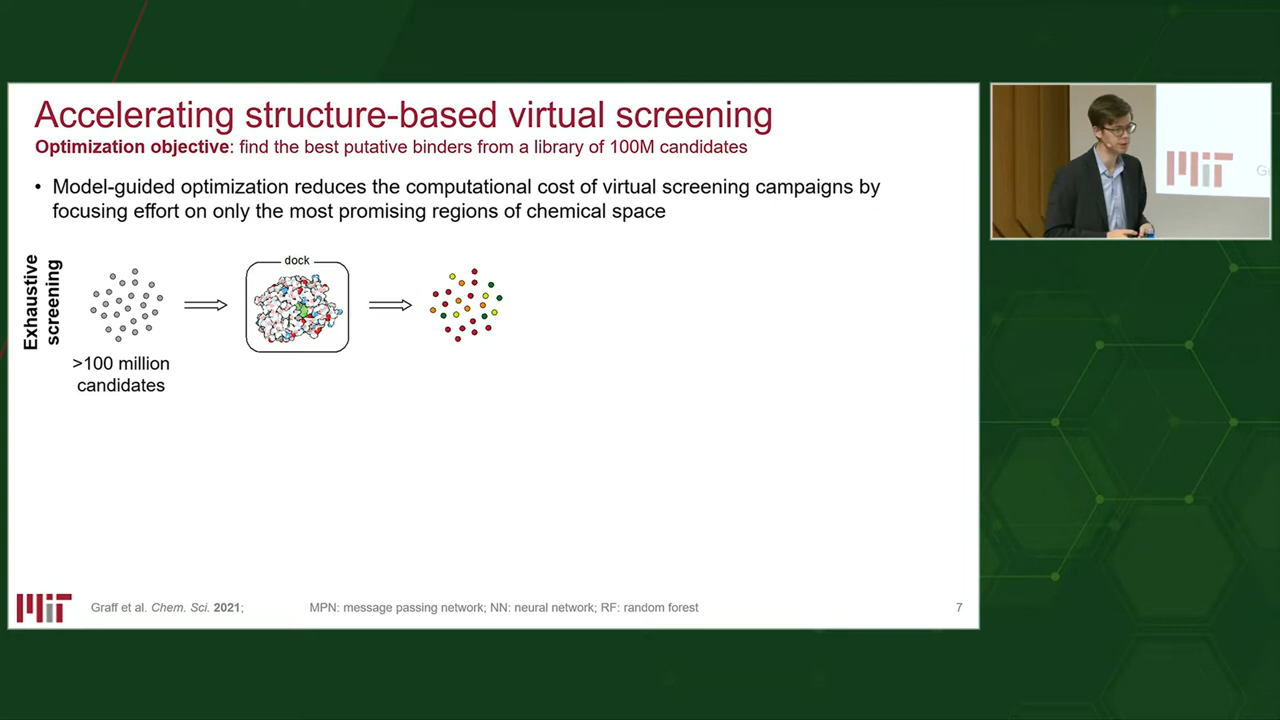 Accelerating structure-based virtual screening
Optimization objective: find the best putative binders from a library of 100M candidates
• Model-guided optimization reduces the computational cost of virtual screening campaigns by
focusing effort on only the most promising regions of chemical space
Exhaustive
screening
dock
>100 million
candidates
MIT
Graff et al. Chem. Sci. 2021;
MPN: message passing network; NN: neural network; RF: random forest
7
MIT